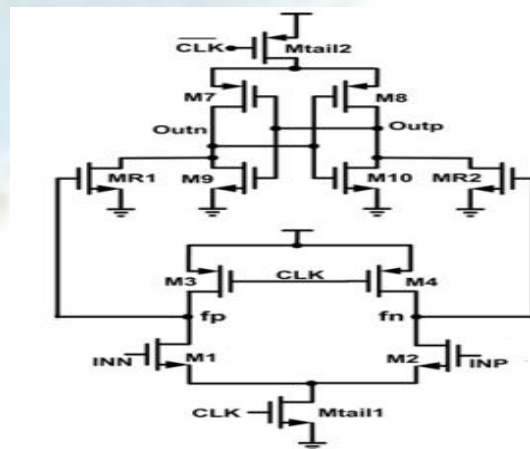 CLK Mtail2
M7 M8
Outn Outp
MR1 M9 M10 MR2
M3 CLK M4
fp fn
INN M1 M2 INP
CLK Mtail1